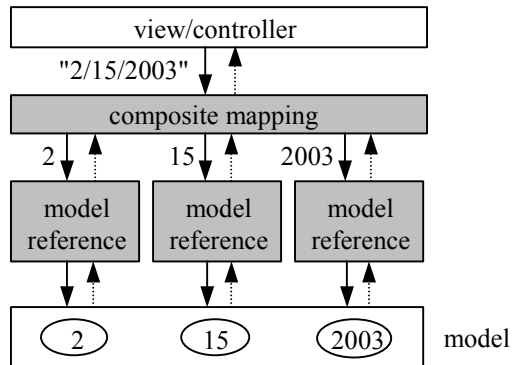 view/controller
"2/15/2003"
composite mapping
2 15 2003
model reference model reference model reference
2 15 2003 model